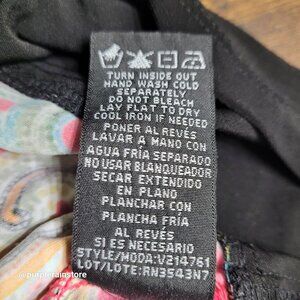 TURN INSIDE OUT
HAND WASH COLD
SEPARATELY
DO NOT BLEACH
LAY FLAT TO DRY
COOL IRON IF NEEDED
PONER AL REVÉS
LAVAR A MANO CON
AGUA FRÍA SEPARADO
NO USAR BLANQUEADOR
SECAR EXTENDIDO
EN PLANO
PLANCHAR CON
PLANCHA FRÍA
AL REVÉS
SI ES NECESARIO
STYLE/MODA:V214761
LOT/LOTE:RN3543N7
@purplerainstore